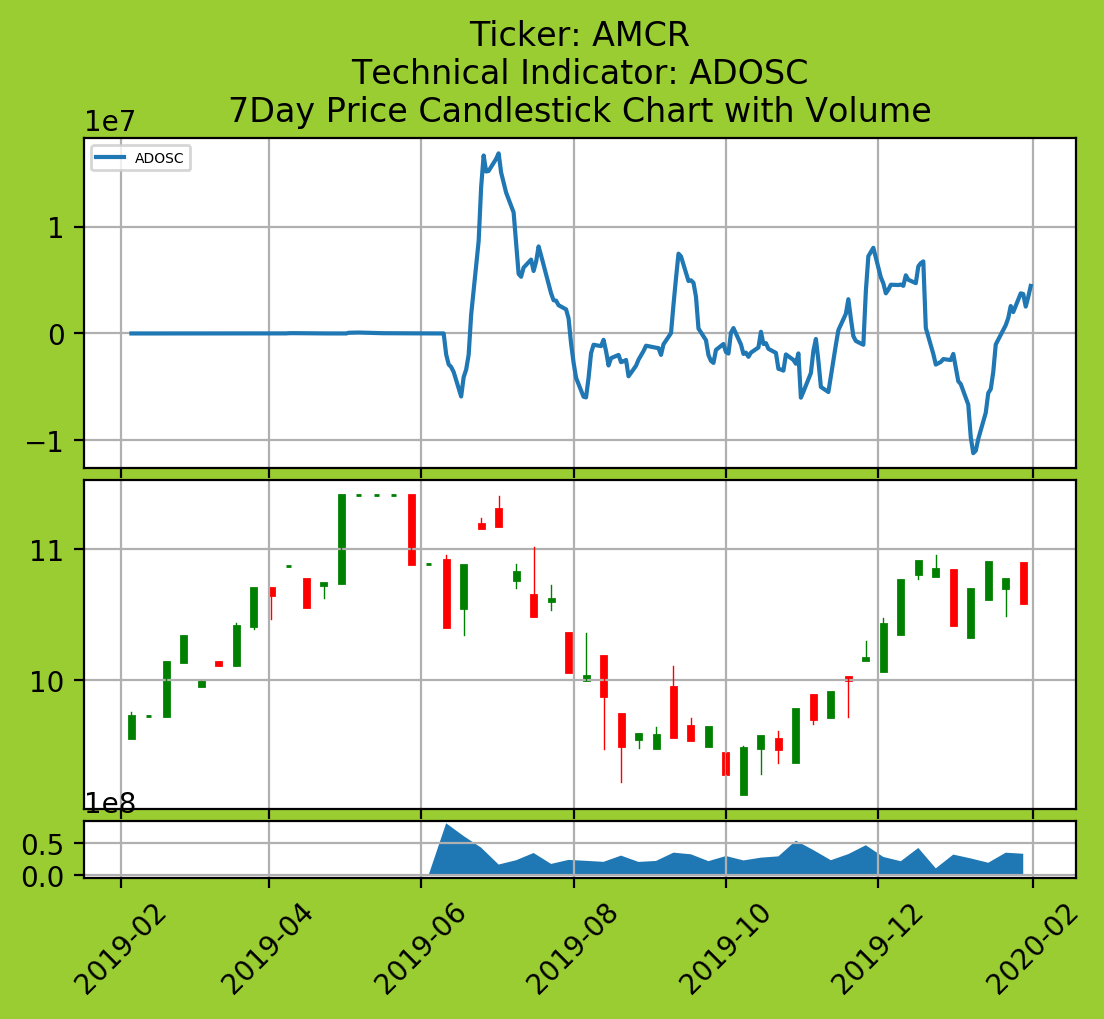 Ticker: AMCR
Technical Indicator: ADOSC
7Day Price Candlestick Chart with Volume
1e7
ADOSC
1
0
−1
11
10
1e8
0.5
0.0
2019-02
2019-04
2019-06
2019-08
2019-10
2019-12
2020-02